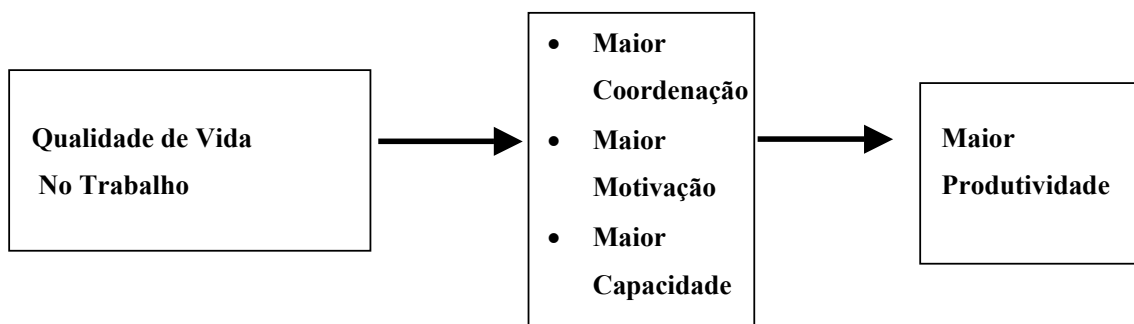 Qualidade de Vida
No Trabalho
• Maior
Coordenação
• Maior
Motivação
• Maior
Capacidade
Maior
Produtividade